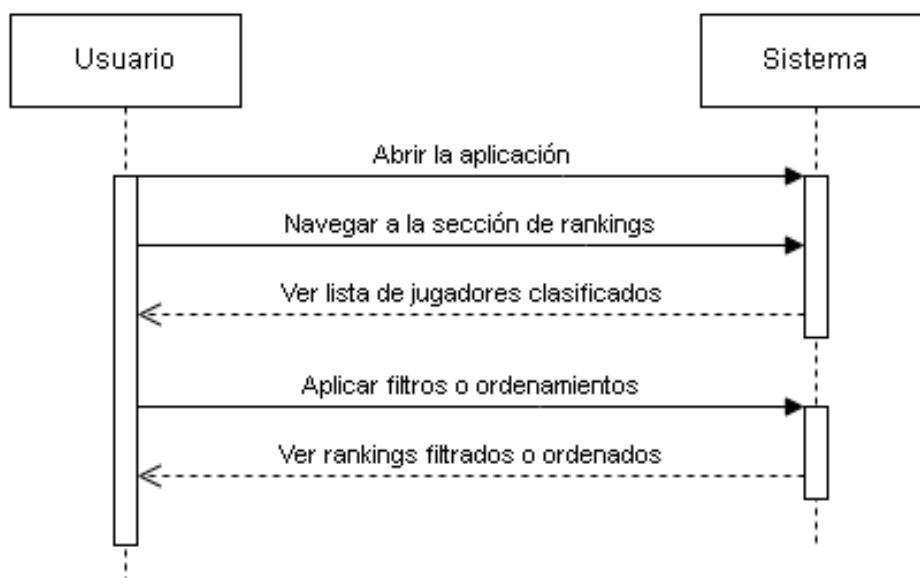 Usuario
Sistema
Abrir la aplicación
Navegar a la sección de rankings
Ver lista de jugadores clasificados
Aplicar filtros o ordenamientos
Ver rankings filtrados o ordenados